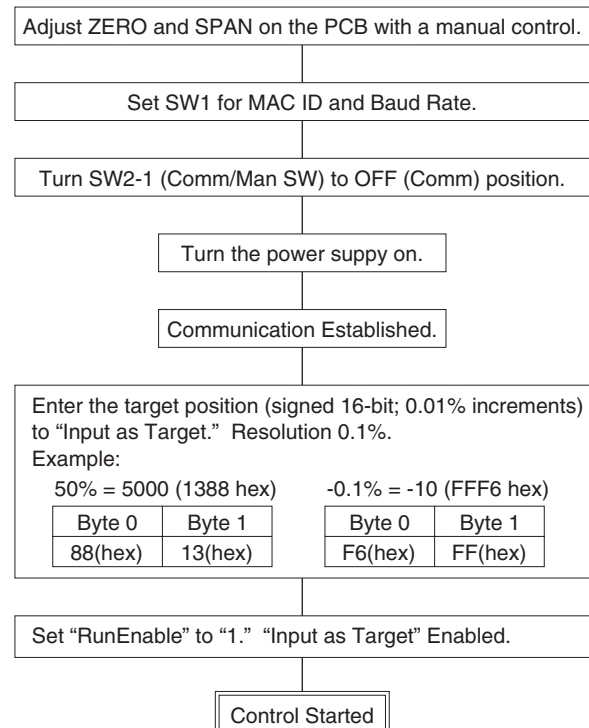 Adjust ZERO and SPAN on the PCB with a manual control.
Set SW1 for MAC ID and Baud Rate.
Turn SW2-1 (Comm/Man SW) to OFF (Comm) position.
Turn the power suppy on.
Communication Established.
Enter the target position (signed 16-bit; 0.01% increments)
to “Input as Target.” Resolution 0.1%.
Example:
50% = 5000 (1388 hex) -0.1% = -10 (FFF6 hex)
Byte 0 Byte 1 Byte 0 Byte 1
88(hex) 13(hex) F6(hex) FF(hex)
Set “RunEnable” to “1.” “Input as Target” Enabled.
Control Started